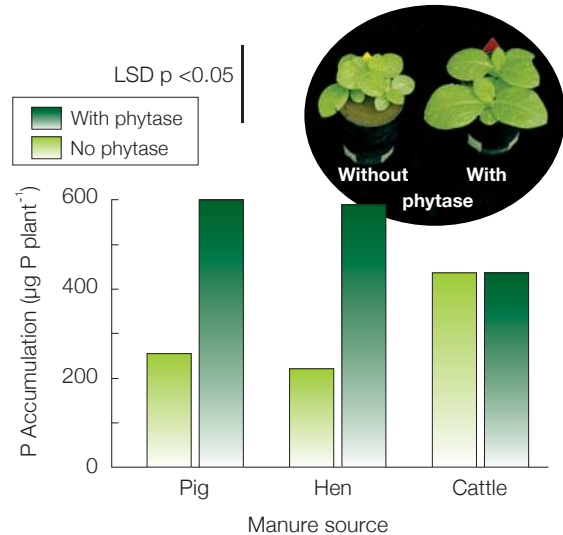 LSD p <0.05
With phytase
No phytase
Without With
phytase
P Accumulation (µg P plant⁻¹)
600
400
200
0
Pig Hen Cattle
Manure source